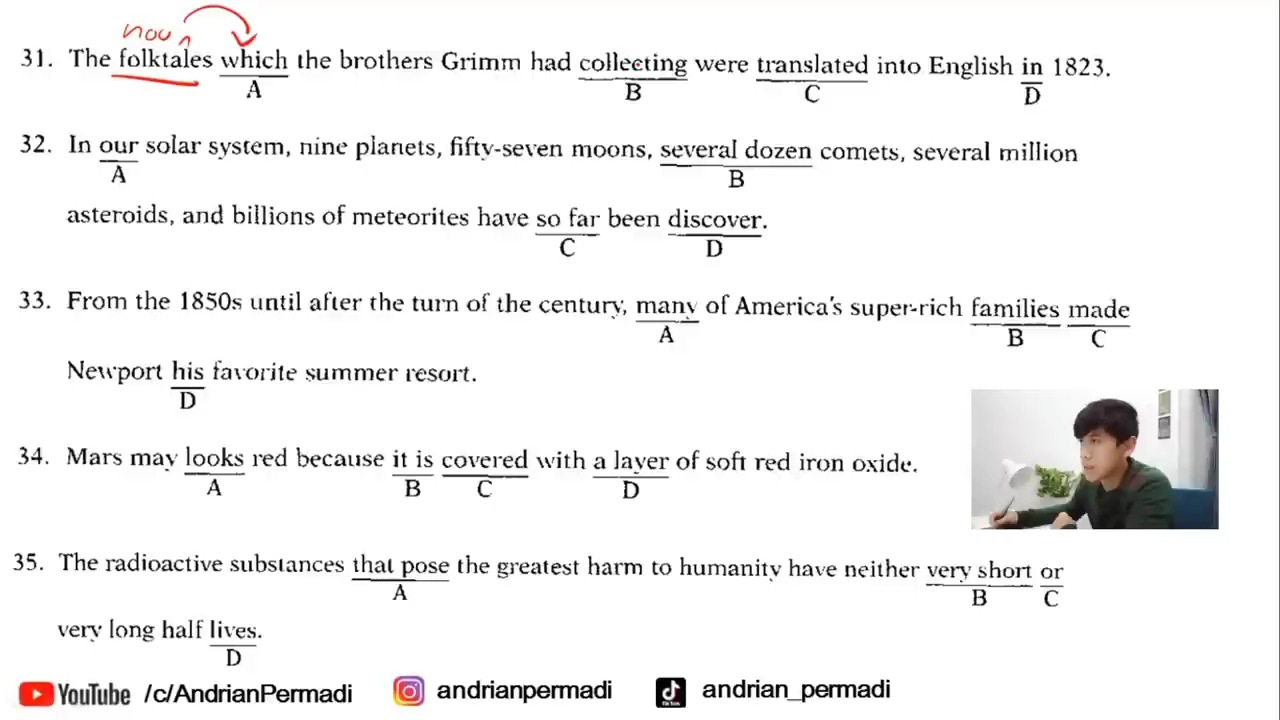 nou n
31. The folktales which the brothers Grimm had collecting were translated into English in 1823.
A B C D
32. In our solar system, nine planets, fifty-seven moons, several dozen comets, several million
A B
asteroids, and billions of meteorites have so far been discover.
C D
33. From the 1850s until after the turn of the century, many of America's super-rich families made
A B C
Newport his favorite summer resort.
D
34. Mars may looks red because it is covered with a layer of soft red iron oxide.
A B C D
35. The radioactive substances that pose the greatest harm to humanity have neither very short or
A B C
very long half lives.
D
YouTube /c/AndrianPermadi andrianpermadi andrian_permadi